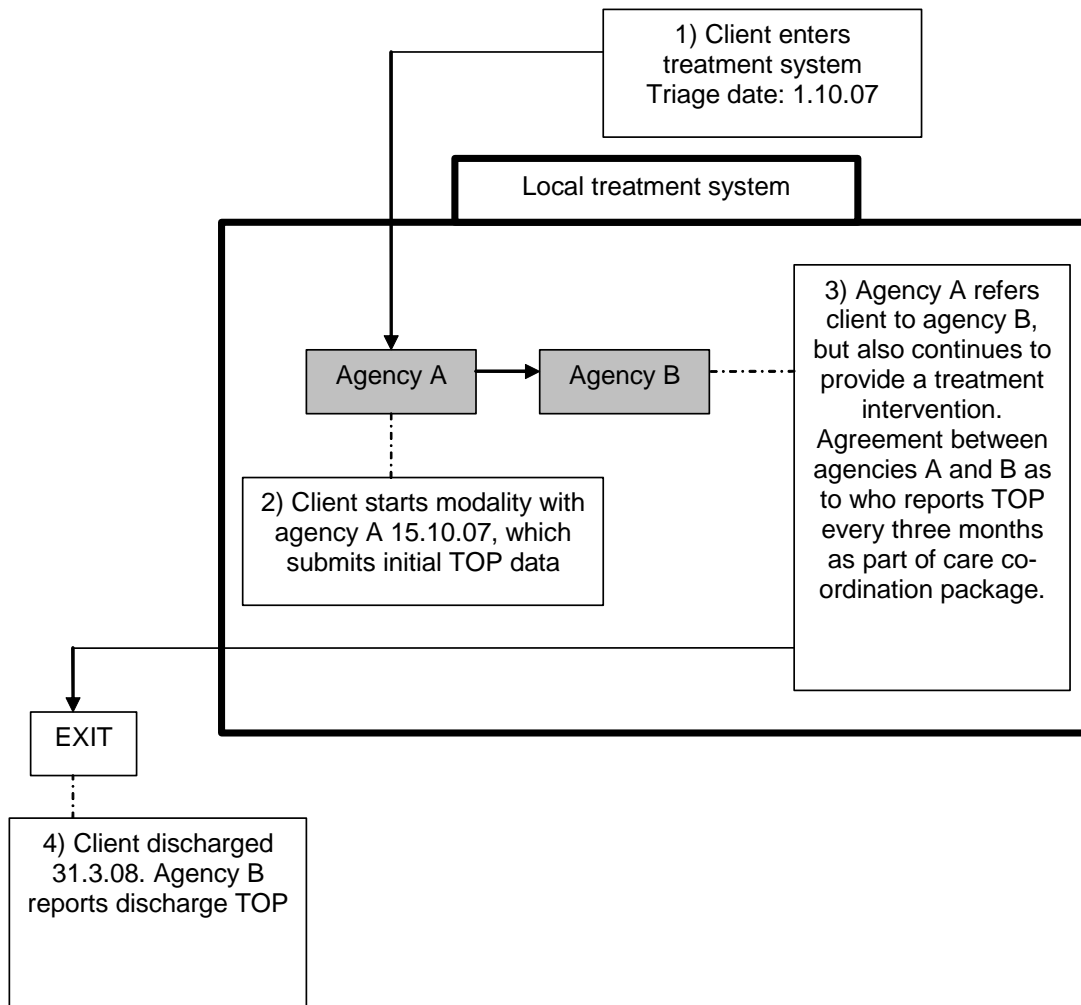 1) Client enters
treatment system
Triage date: 1.10.07
Local treatment system
Agency A
Agency B
2) Client starts modality with
agency A 15.10.07, which
submits initial TOP data
3) Agency A refers
client to agency B,
but also continues to
provide a treatment
intervention.
Agreement between
agencies A and B as
to who reports TOP
every three months
as part of care co-
ordination package.
EXIT
4) Client discharged
31.3.08. Agency B
reports discharge TOP